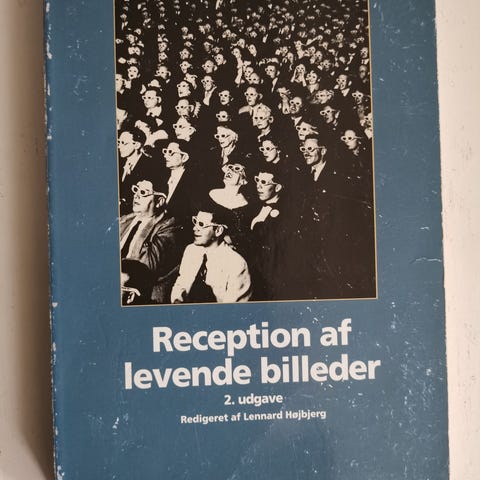 Reception af
levende billeder
2. udgave
Redigeret af Lennard Højbjerg